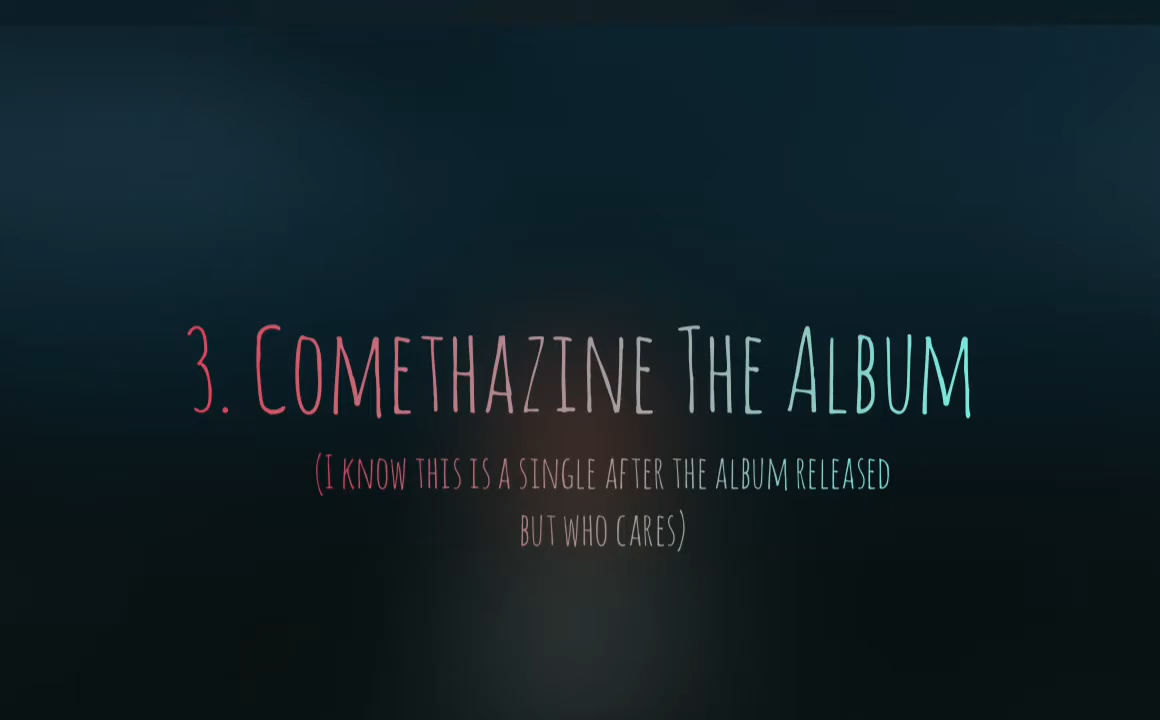 3. Comethazine The Album
(I know this is a single after the album released
but who cares)